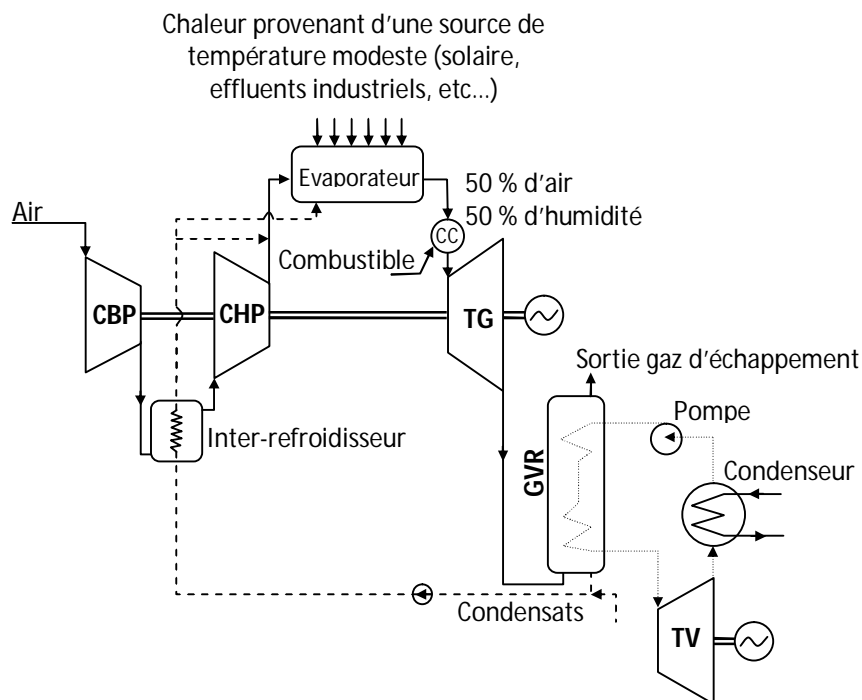 Chaleur provenant d'une source de
température modeste (solaire,
effluents industriels, etc...)
Evaporateur
50 % d'air
50 % d'humidité
Air
CC
Combustible
CBP
CHP
TG
Sortie gaz d'échappement
Pompe
Inter-refroidisseur
GVR
Condenseur
Condensats
TV